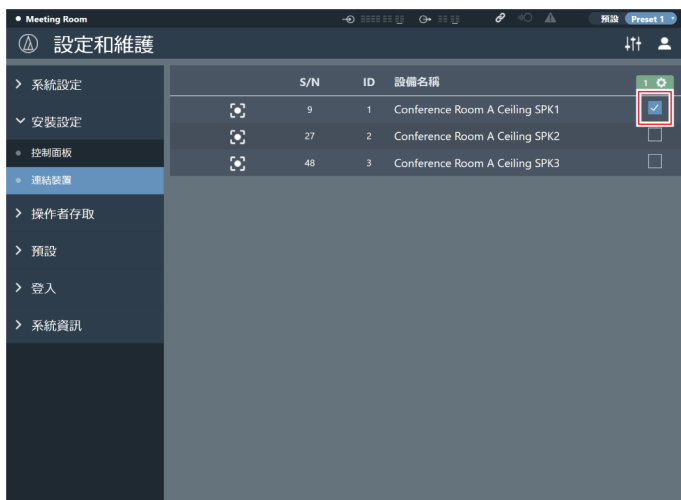 Meeting Room 預設 Preset 1
設定和維護
系統設定
安裝設定
控制面板
連結裝置
操作者存取
預設
登入
系統資訊
S/N ID 設備名稱 1
9 1 Conference Room A Ceiling SPK1
27 2 Conference Room A Ceiling SPK2
48 3 Conference Room A Ceiling SPK3